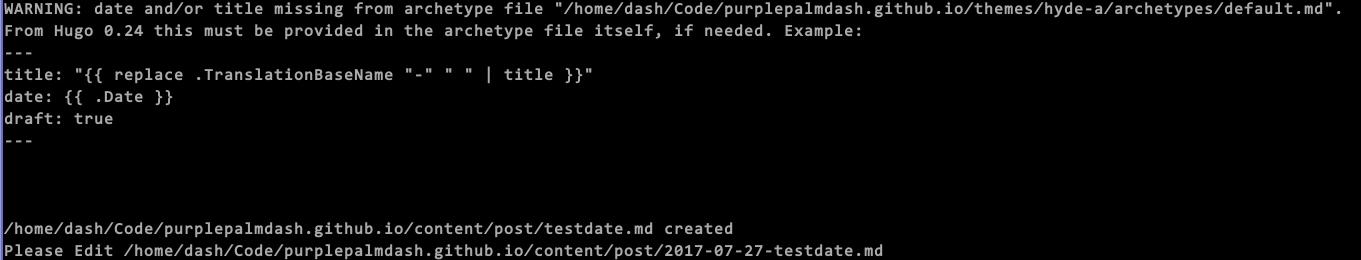 WARNING: date and/or title missing from archetype file "/home/dash/Code/purplepalmdash.github.io/themes/hyde-a/archetypes/default.md".
From Hugo 0.24 this must be provided in the archetype file itself, if needed. Example:
---
title: "{{ replace .TranslationBaseName "-" " " | title }}"
date: {{ .Date }}
draft: true
---
/home/dash/Code/purplepalmdash.github.io/content/post/testdate.md created
Please Edit /home/dash/Code/purplepalmdash.github.io/content/post/2017-07-27-testdate.md